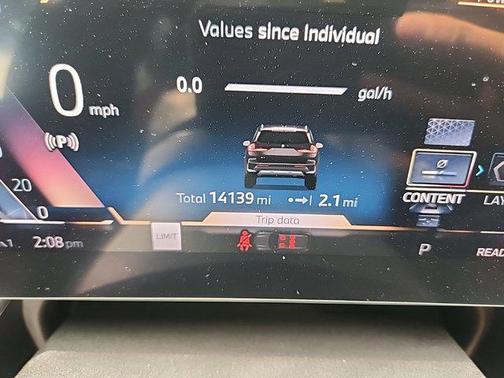 Values since Individual
0 mph
0.0 gal/h
((P))
20
0
Total 14139 mi 2.1 mi
CONTENT
Trip data
2:08 pm
LIMIT
P
READ